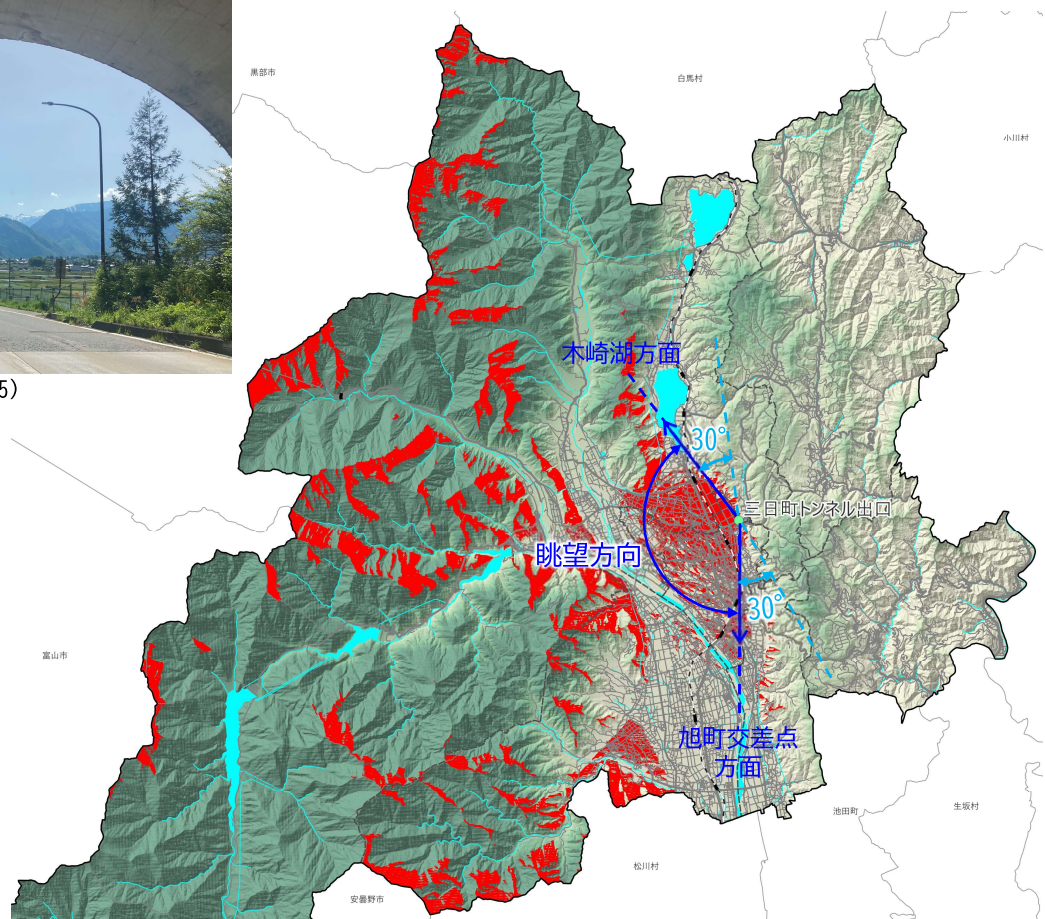 黒部市
白馬村
小川村
5)
木崎湖方面
30°
三日町トンネル出口
眺望方向
30°
富山市
旭町交差点
方面
池田町
生坂村
松川村
安曇野市